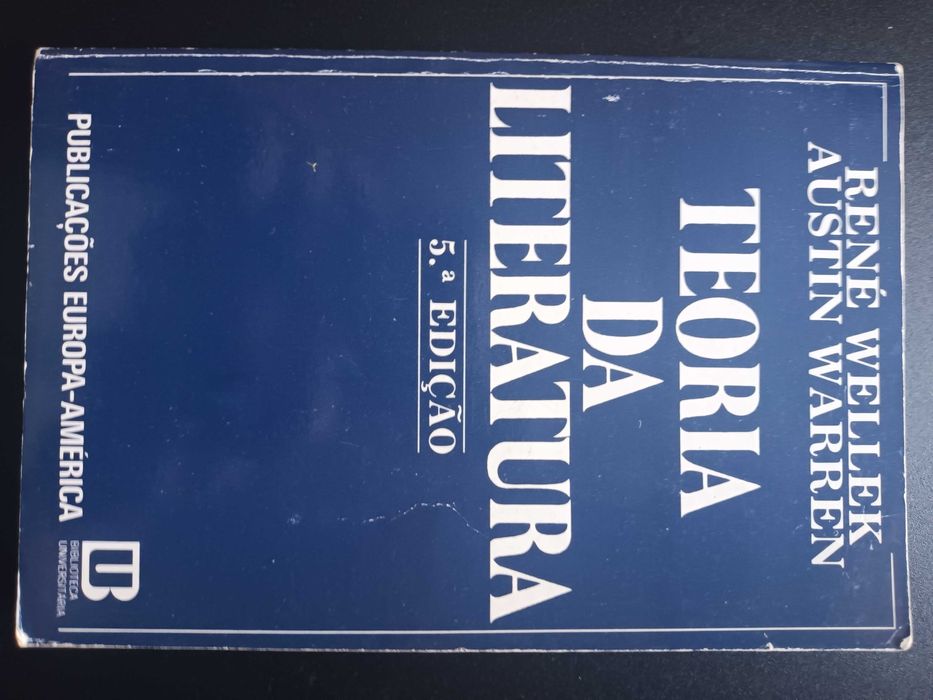 RENÉ WELLEK
AUSTIN WARREN
TEORIA
DA
LITERATURA
5.ª EDIÇÃO
PUBLICAÇÕES EUROPA-AMÉRICA
BIBLIOTECA
UNIVERSITÁRIA